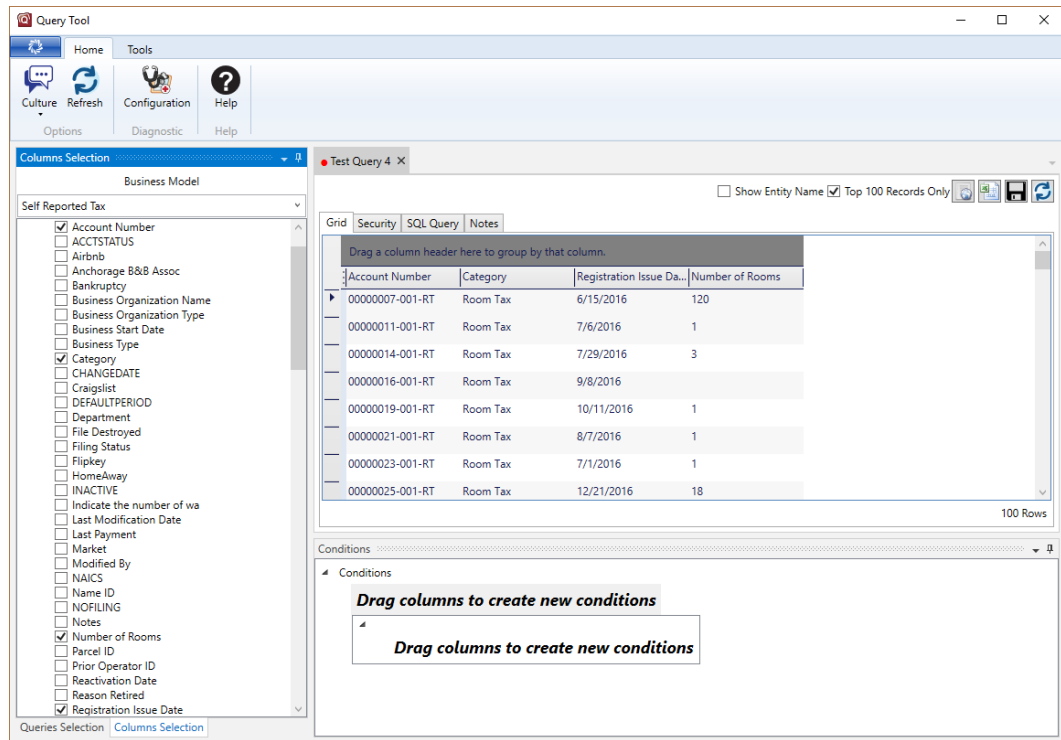 Query Tool
Home Tools
Culture Refresh Configuration Help
Options Diagnostic Help
Columns Selection
Business Model
Self Reported Tax
Account Number
ACCTSTATUS
Airbnb
Anchorage B&B Assoc
Bankruptcy
Business Organization Name
Business Organization Type
Business Start Date
Business Type
Category
CHANGEDATE
Craigslist
DEFAULTPERIOD
Department
File Destroyed
Filing Status
Flipkey
HomeAway
INACTIVE
Indicate the number of wa
Last Modification Date
Last Payment
Market
Modified By
NAICS
Name ID
NOFILING
Notes
Number of Rooms
Parcel ID
Prior Operator ID
Reactivation Date
Reason Retired
Registration Issue Date
Queries Selection Columns Selection
Test Query 4
Show Entity Name Top 100 Records Only
Grid Security SQL Query Notes
Drag a column header here to group by that column.
Account Number Category Registration Issue Da... Number of Rooms
00000007-001-RT Room Tax 6/15/2016 120
00000011-001-RT Room Tax 7/6/2016 1
00000014-001-RT Room Tax 7/29/2016 3
00000016-001-RT Room Tax 9/8/2016
00000019-001-RT Room Tax 10/11/2016 1
00000021-001-RT Room Tax 8/7/2016 1
00000023-001-RT Room Tax 7/1/2016 1
00000025-001-RT Room Tax 12/21/2016 18
100 Rows
Conditions
Conditions
Drag columns to create new conditions
Drag columns to create new conditions